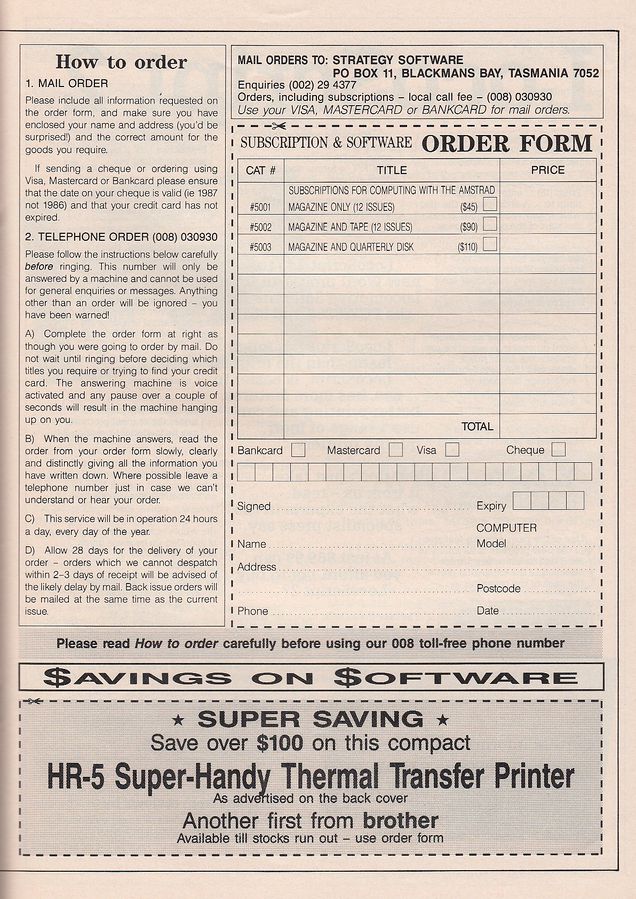 How to order
1. MAIL ORDER
Please include all information requested on
the order form, and make sure you have
enclosed your name and address (you'd be
surprised!) and the correct amount for the
goods you require.
If sending a cheque or ordering using
Visa, Mastercard or Bankcard please ensure
that the date on your cheque is valid (ie 1987
not 1986) and that your credit card has not
expired.
2. TELEPHONE ORDER (008) 030930
Please follow the instructions below carefully
before ringing. This number will only be
answered by a machine and cannot be used
for general enquiries or messages. Anything
other than an order will be ignored – you
have been warned!
A) Complete the order form at right as
though you were going to order by mail. Do
not wait until ringing before deciding which
titles you require or trying to find your credit
card. The answering machine is voice
activated and any pause over a couple of
seconds will result in the machine hanging
up on you.
B) When the machine answers, read the
order from your order form slowly, clearly
and distinctly giving all the information you
have written down. Where possible leave a
telephone number just in case we can't
understand or hear your order.
C) This service will be in operation 24 hours
a day, every day of the year.
D) Allow 28 days for the delivery of your
order – orders which we cannot despatch
within 2–3 days of receipt will be advised of
the likely delay by mail. Back issue orders will
be mailed at the same time as the current
issue.
MAIL ORDERS TO: STRATEGY SOFTWARE
PO BOX 11, BLACKMANS BAY, TASMANIA 7052
Enquiries (002) 29 4377
Orders, including subscriptions – local call fee – (008) 030930
Use your VISA, MASTERCARD or BANKCARD for mail orders.
SUBSCRIPTION & SOFTWARE ORDER FORM
CAT # TITLE PRICE
SUBSCRIPTIONS FOR COMPUTING WITH THE AMSTRAD
#5001 MAGAZINE ONLY (12 ISSUES) ($45)
#5002 MAGAZINE AND TAPE (12 ISSUES) ($90)
#5003 MAGAZINE AND QUARTERLY DISK ($110)
TOTAL
Bankcard Mastercard Visa Cheque
Signed Expiry
COMPUTER
Name Model
Address
Postcode
Phone Date
Please read How to order carefully before using our 008 toll-free phone number
$AVINGS ON $OFTWARE
★ SUPER SAVING ★
Save over $100 on this compact
HR-5 Super-Handy Thermal Transfer Printer
As advertised on the back cover
Another first from brother
Available till stocks run out – use order form